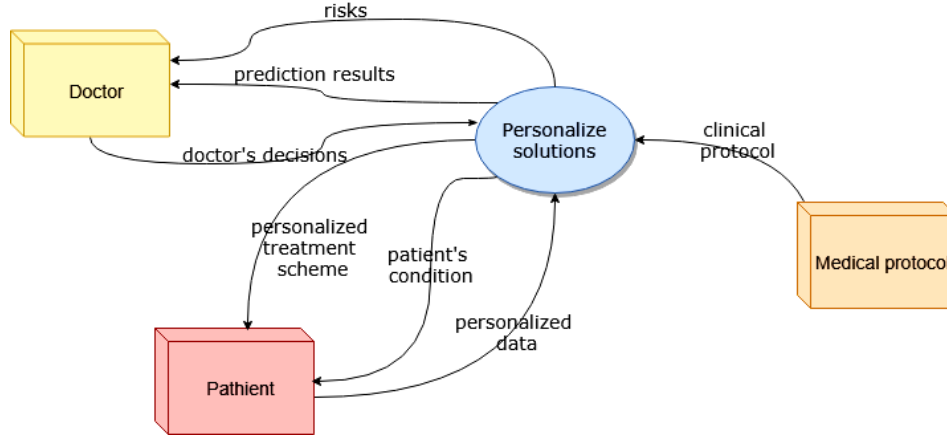 risks
prediction results
Doctor
doctor's decisions
Personalize
solutions
clinical
protocol
personalized
treatment
scheme
patient's
condition
Medical protocol
personalized
data
Pathient